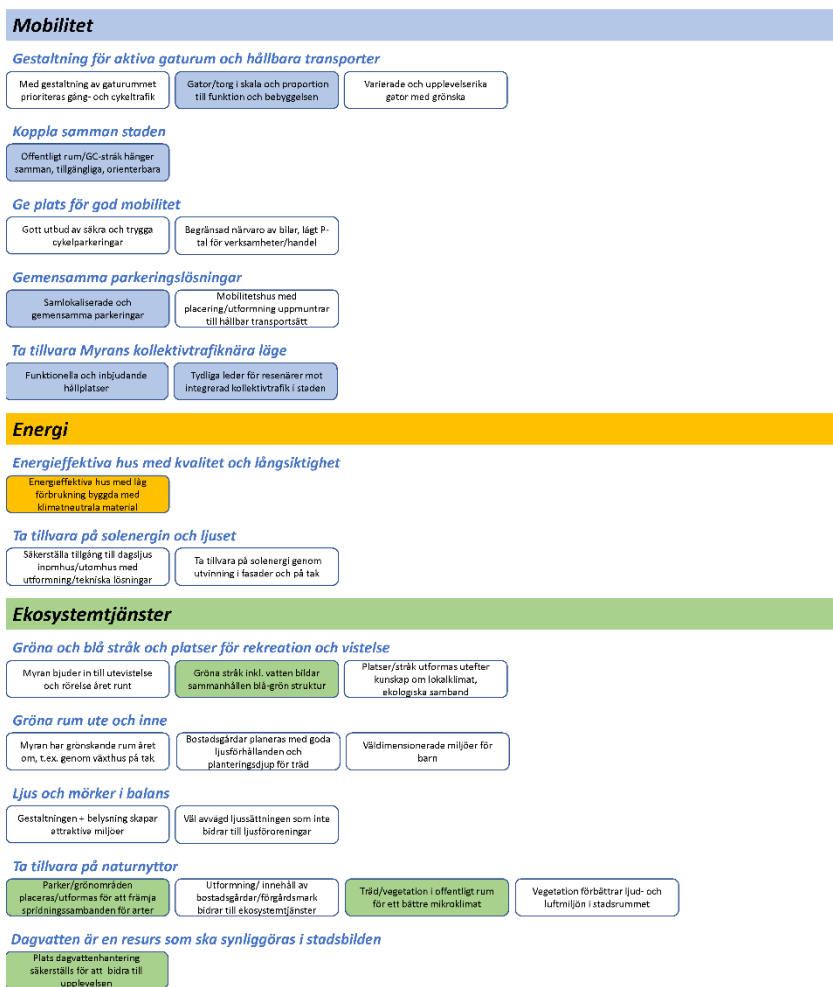 Mobilitet
Gestaltning för aktiva gaturum och hållbara transporter
Med gestaltning av gaturummet
prioriteras gång- och cykeltrafik
Gator/torg i skala och proportion
till funktion och bebyggelsen
Varierade och upplevelserika
gator med grönska
Koppla samman staden
Offentligt rum/GC-stråk hänger
samman, tillgängliga, orienterbara
Ge plats för god mobilitet
Gott utbud av säkra och trygga
cykelparkeringar
Begränsad närvaro av bilar, lågt P-
tal för verksamheter/handel
Gemensamma parkeringslösningar
Samlokaliserade och
gemensamma parkeringar
Mobilitetshus med
placering/utformning uppmuntrar
till hållbar transportsätt
Ta tillvara Myrans kollektivtrafiknära läge
Funktionella och inbjudande
hållplatser
Tydliga leder för resenärer mot
integrerad kollektivtrafik i staden
Energi
Energieffektiva hus med kvalitet och långsiktighet
Energieffektiva hus med låg
förbrukning byggda med
klimatneutrala material
Ta tillvara på solenergin och ljuset
Säkerställa tillgång till dagsljus
inomhus/utomhus med
utformning/tekniska lösningar
Ta tillvara på solenergi genom
utvinning i fasader och på tak
Ekosystemtjänster
Gröna och blå stråk och platser för rekreation och vistelse
Myran bjuder in till utevistelse
och rörelse året runt
Gröna stråk inkl. vatten bildar
sammanhållen blå-grön struktur
Platser/stråk utformas utefter
kunskap om lokalklimat,
ekologiska samband
Gröna rum ute och inne
Myran har grönskande rum året
om, t.ex. genom växthus på tak
Bostadsgårdar planeras med goda
ljusförhållanden och
planteringsdjup för träd
Väldimensionerade miljöer för
barn
Ljus och mörker i balans
Gestaltningen + belysning skapar
attraktiva miljöer
Väl avvägd ljussättningen som inte
bidrar till ljusföroreningar
Ta tillvara på naturnyttor
Parker/grönområden
placeras/utformas för att främja
spridningssambanden för arter
Utformning/ innehåll av
bostadsgårdar/förgårdsmark
bidrar till ekosystemtjänster
Träd/vegetation i offentligt rum
för ett bättre mikroklimat
Vegetation förbättrar ljud- och
luftmiljön i stadsrummet
Dagvatten är en resurs som ska synliggöras i stadsbilden
Plats dagvattenhantering
säkerställs för att bidra till
upplevelsen